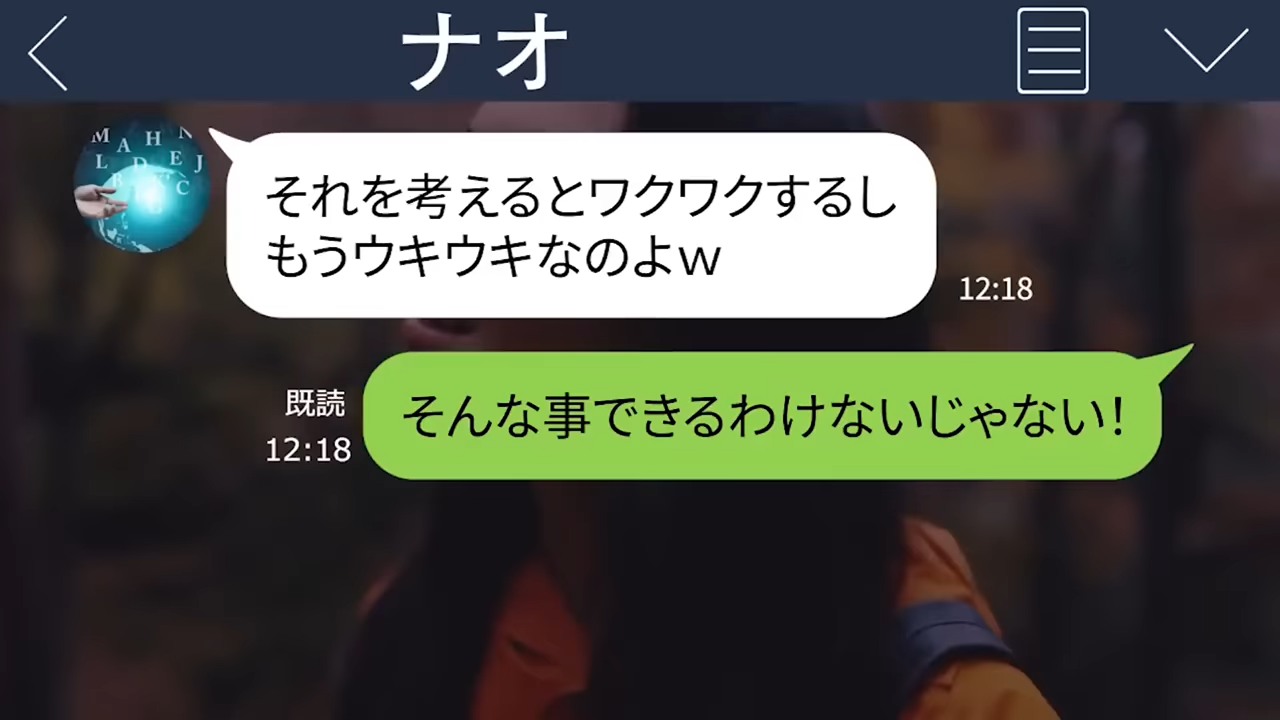 ナオ
M A H N
L A D E J
B C
それを考えるとワクワクするし
もうウキウキなのよw
12:18
そんな事できるわけないじゃない!
既読
12:18